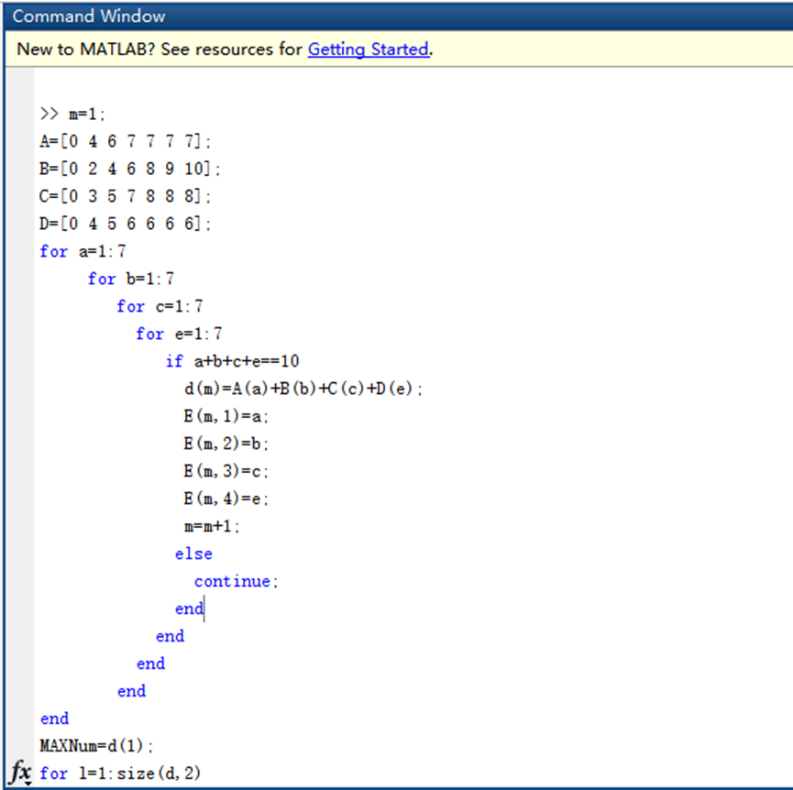 Command Window
New to MATLAB? See resources for Getting Started.
>> m=1;
A=[0 4 6 7 7 7 7];
B=[0 2 4 6 8 9 10];
C=[0 3 5 7 8 8 8];
D=[0 4 5 6 6 6 6];
for a=1:7
for b=1:7
for c=1:7
for e=1:7
if a+b+c+e==10
d(m)=A(a)+B(b)+C(c)+D(e);
E(m,1)=a;
E(m,2)=b;
E(m,3)=c;
E(m,4)=e;
m=m+1;
else
continue;
end
end
end
end
end
MAXNum=d(1);
fx for l=1:size(d,2)